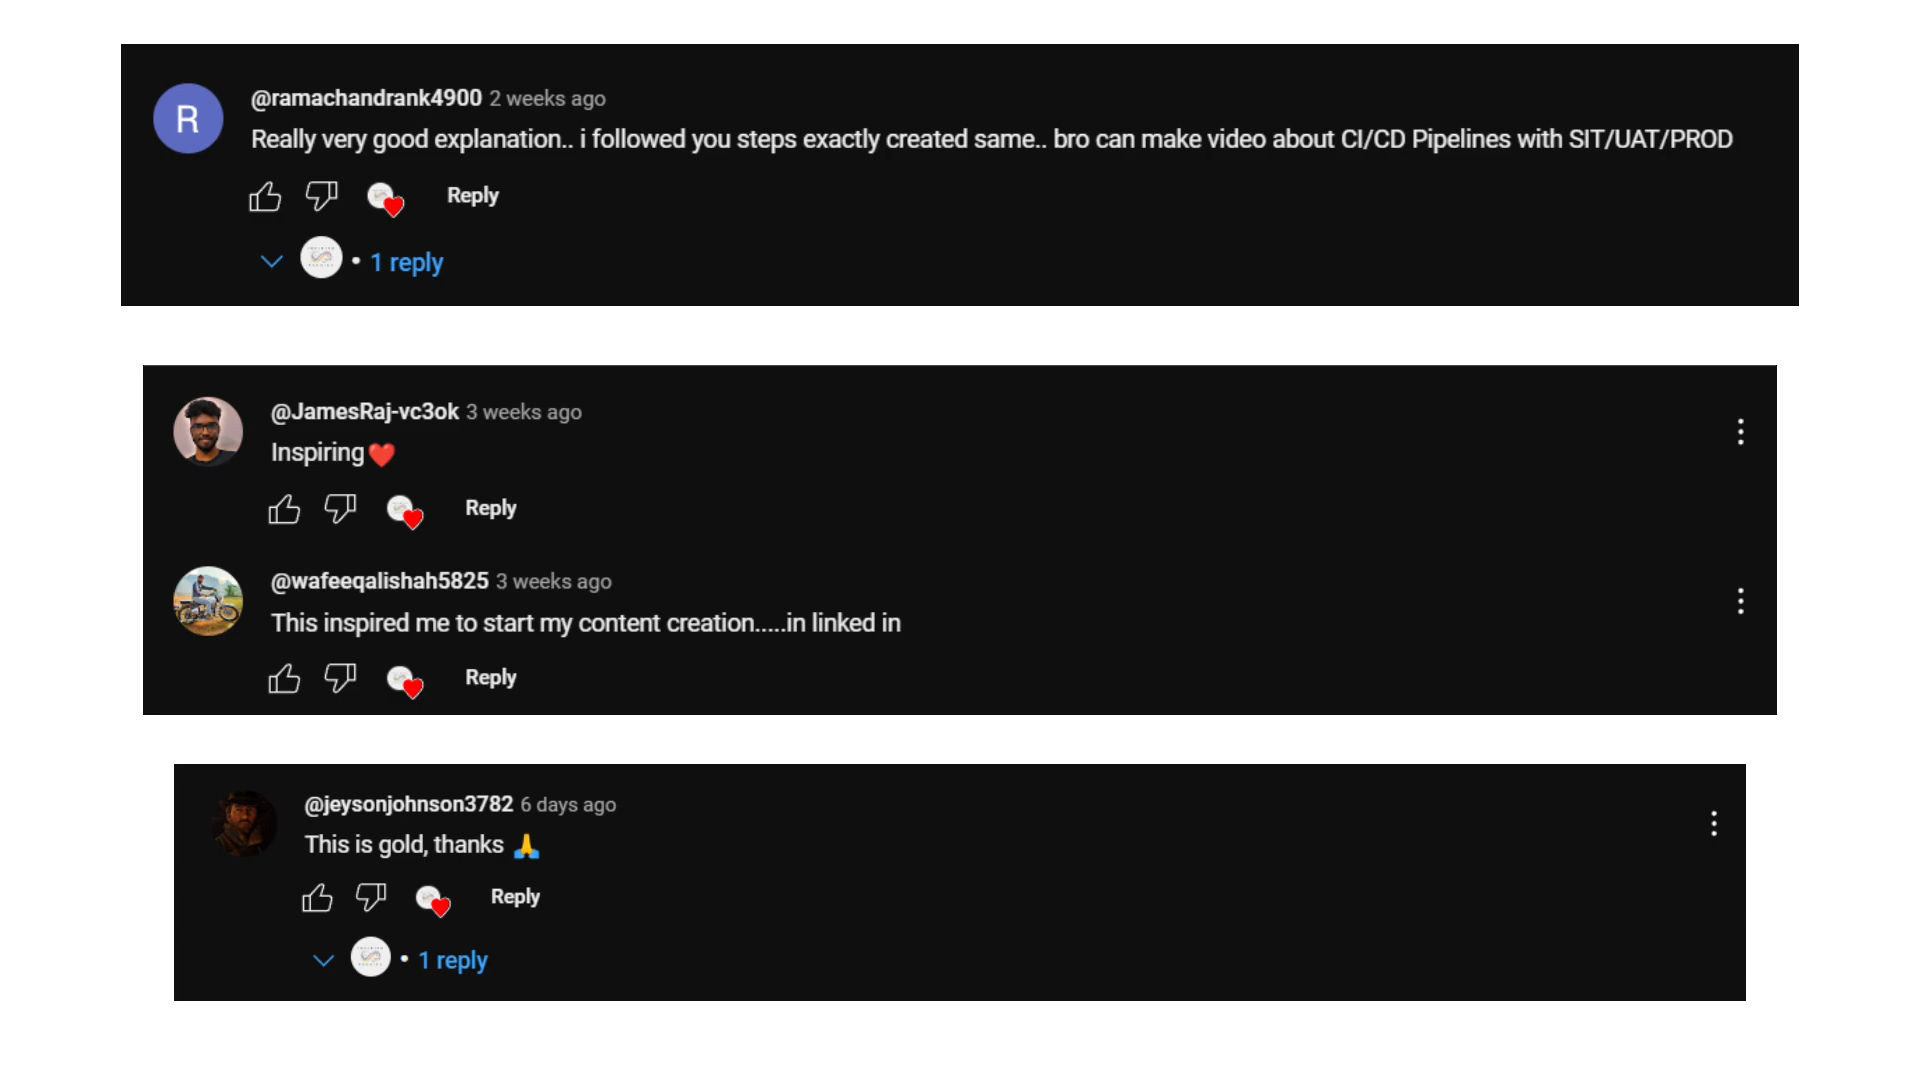 R
@ramachandrank4900 2 weeks ago
Really very good explanation.. i followed you steps exactly created same.. bro can make video about CI/CD Pipelines with SIT/UAT/PROD
Reply
• 1 reply
@JamesRaj-vc3ok 3 weeks ago
Inspiring❤️
Reply
@wafeeqalishah5825 3 weeks ago
This inspired me to start my content creation.....in linked in
Reply
@jeysonjohnson3782 6 days ago
This is gold, thanks 🙏
Reply
• 1 reply